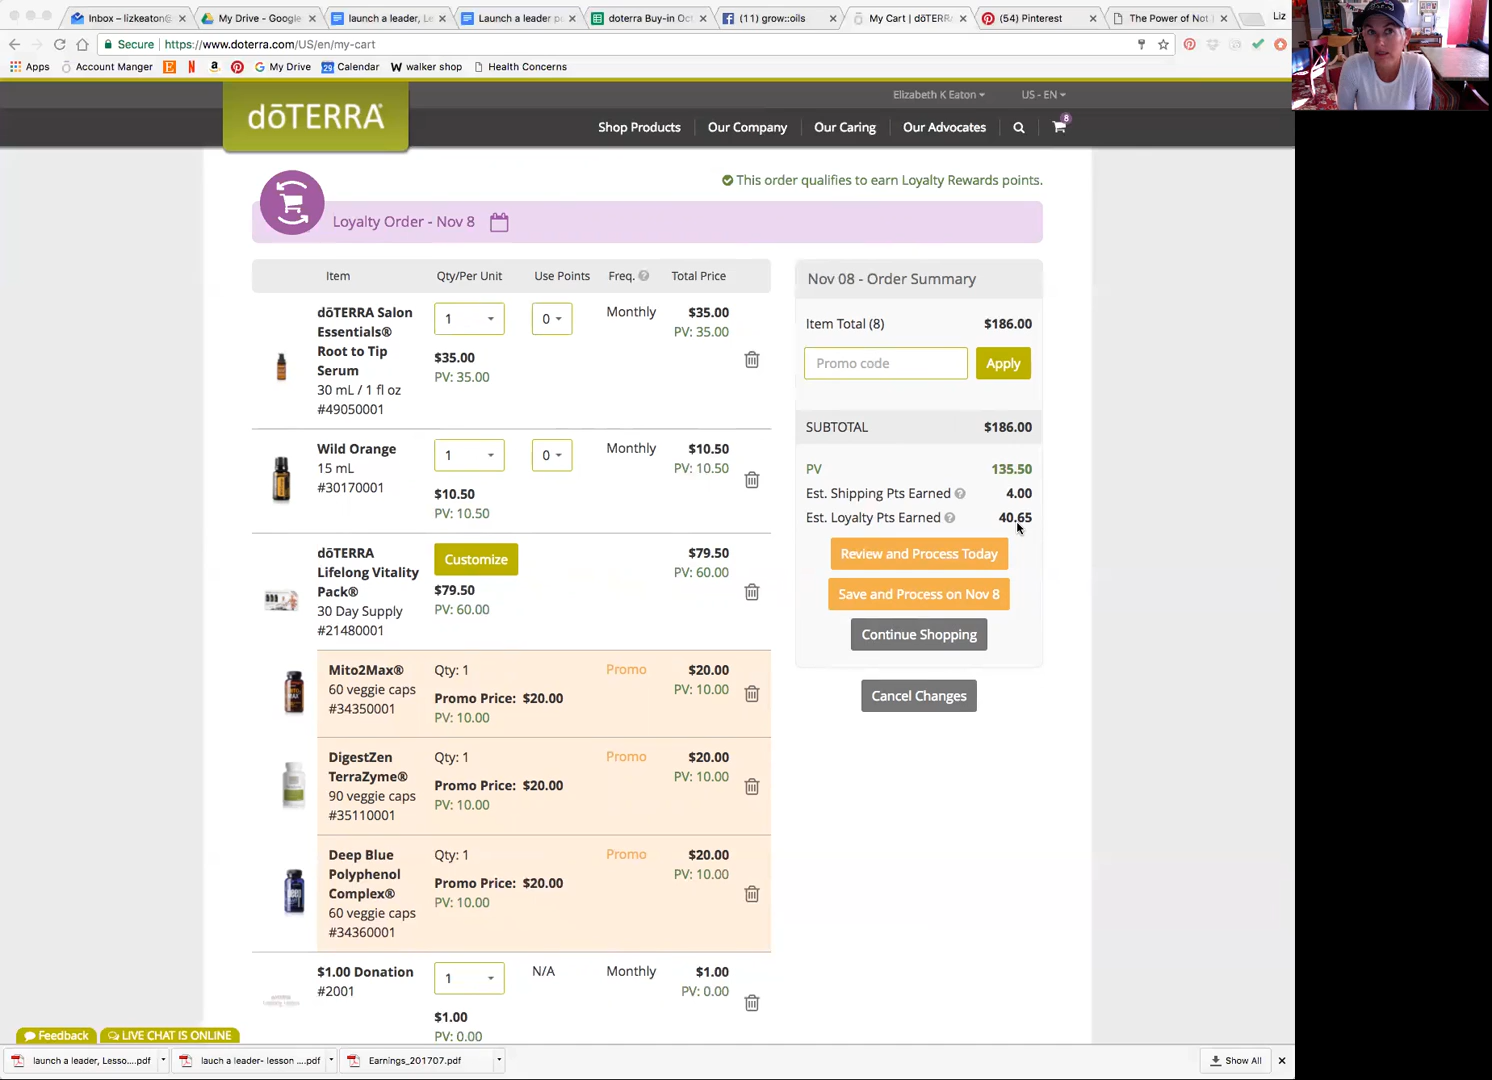 Inbox – lizkeaton@
My Drive - Google
launch a leader, Le
Launch a leader p
doterra Buy-in Oc
(11) grow::oils
My Cart | dōTERR
(54) Pinterest
The Power of Not
Liz
Secure
https://www.doterra.com/US/en/my-cart
Apps
Account Manger
My Drive
Calendar
walker shop
Health Concerns
dōTERRA
Elizabeth K Eaton
US - EN
Shop Products
Our Company
Our Caring
Our Advocates
8
This order qualifies to earn Loyalty Rewards points.
Loyalty Order - Nov 8
Item Qty/Per Unit Use Points Freq. Total Price
dōTERRA Salon
Essentials®
Root to Tip
Serum
30 mL / 1 fl oz
#49050001
1
$35.00
PV: 35.00
0
Monthly
$35.00
PV: 35.00
Wild Orange
15 mL
#30170001
1
$10.50
PV: 10.50
0
Monthly
$10.50
PV: 10.50
dōTERRA
Lifelong Vitality
Pack®
30 Day Supply
#21480001
Customize
$79.50
PV: 60.00
$79.50
PV: 60.00
Mito2Max®
60 veggie caps
#34350001
Qty: 1
Promo Price: $20.00
PV: 10.00
Promo
$20.00
PV: 10.00
DigestZen
TerraZyme®
90 veggie caps
#35110001
Qty: 1
Promo Price: $20.00
PV: 10.00
Promo
$20.00
PV: 10.00
Deep Blue
Polyphenol
Complex®
60 veggie caps
#34360001
Qty: 1
Promo Price: $20.00
PV: 10.00
Promo
$20.00
PV: 10.00
$1.00 Donation
#2001
1
$1.00
PV: 0.00
N/A
Monthly
$1.00
PV: 0.00
Nov 08 - Order Summary
Item Total (8) $186.00
Promo code
Apply
SUBTOTAL $186.00
PV 135.50
Est. Shipping Pts Earned 4.00
Est. Loyalty Pts Earned 40.65
Review and Process Today
Save and Process on Nov 8
Continue Shopping
Cancel Changes
Feedback
LIVE CHAT IS ONLINE
launch a leader, Lesso....pdf
lauch a leader- lesson ....pdf
Earnings_201707.pdf
Show All